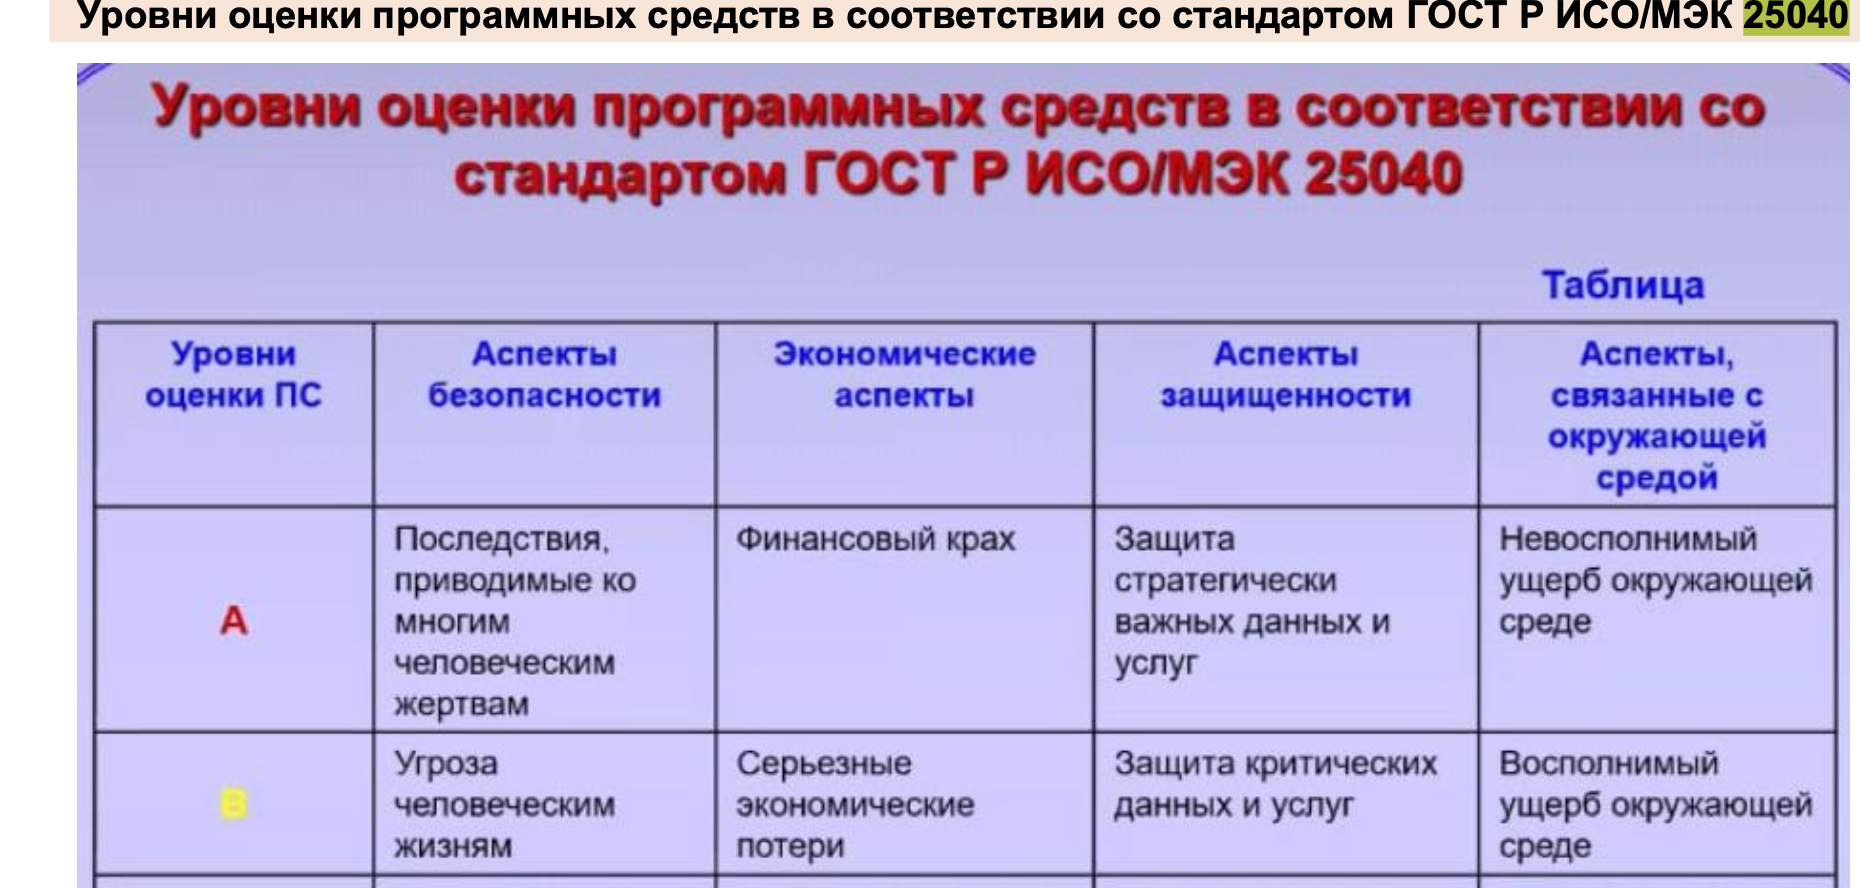 Уровни оценки программных средств в соответствии со стандартом ГОСТ Р ИСО/МЭК 25040
Уровни оценки программных средств в соответствии со
стандартом ГОСТ Р ИСО/МЭК 25040
Таблица
Уровни
оценки ПС
Аспекты
безопасности
Экономические
аспекты
Аспекты
защищенности
Аспекты,
связанные с
окружающей
средой
А
Последствия,
приводимые ко
многим
человеческим
жертвам
Финансовый крах
Защита
стратегически
важных данных и
услуг
Невосполнимый
ущерб окружающей
среде
В
Угроза
человеческим
жизням
Серьезные
экономические
потери
Защита критических
данных и услуг
Восполнимый
ущерб окружающей
среде